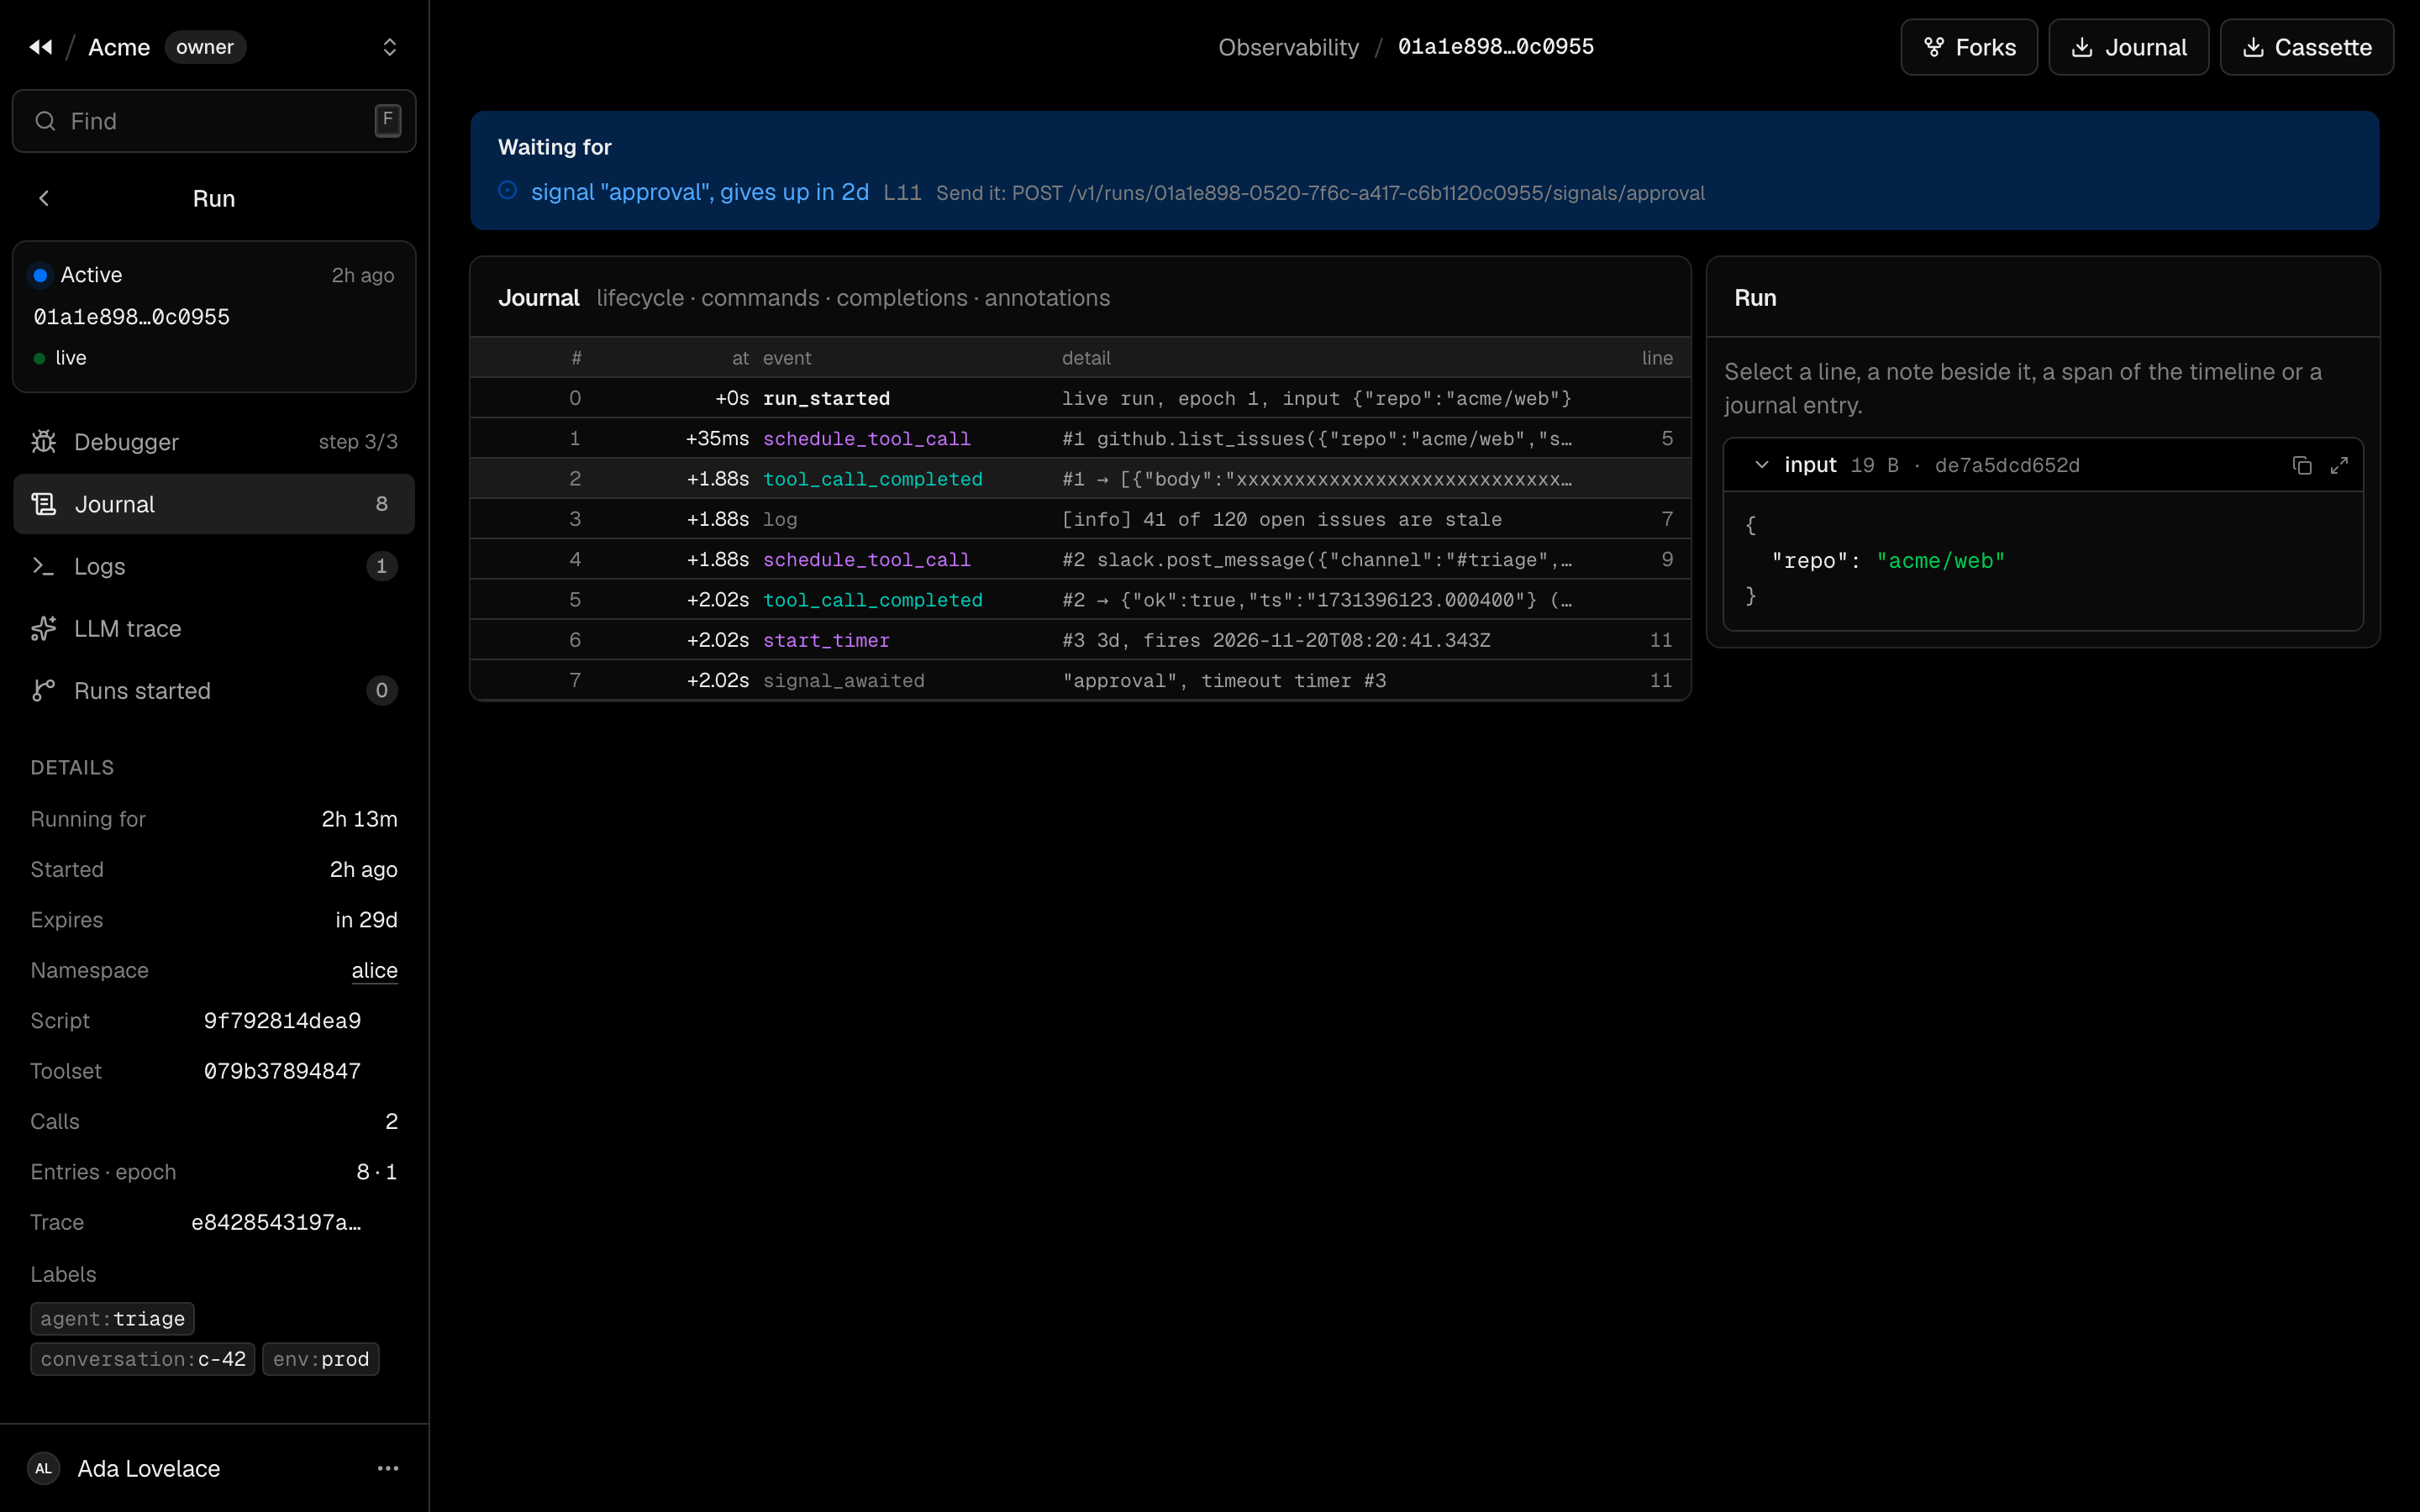 / Acme owner
Find F
Run
Active 2h ago
01a1e898…0c0955
live
Debugger step 3/3
Journal 8
Logs 1
LLM trace
Runs started 0
DETAILS
Running for 2h 13m
Started 2h ago
Expires in 29d
Namespace alice
Script 9f792814dea9
Toolset 079b37894847
Calls 2
Entries · epoch 8 · 1
Trace e8428543197a…
Labels
agent:triage
conversation:c-42 env:prod
AL Ada Lovelace
Observability / 01a1e898…0c0955
Forks Journal Cassette
Waiting for
signal "approval", gives up in 2d L11 Send it: POST /v1/runs/01a1e898-0520-7f6c-a417-c6b1120c0955/signals/approval
Journal lifecycle · commands · completions · annotations
# at event detail line
0 +0s run_started live run, epoch 1, input {"repo":"acme/web"}
1 +35ms schedule_tool_call #1 github.list_issues({"repo":"acme/web","s… 5
2 +1.88s tool_call_completed #1 → [{"body":"xxxxxxxxxxxxxxxxxxxxxxxxxxxx…
3 +1.88s log [info] 41 of 120 open issues are stale 7
4 +1.88s schedule_tool_call #2 slack.post_message({"channel":"#triage",… 9
5 +2.02s tool_call_completed #2 → {"ok":true,"ts":"1731396123.000400"} (…
6 +2.02s start_timer #3 3d, fires 2026-11-20T08:20:41.343Z 11
7 +2.02s signal_awaited "approval", timeout timer #3 11
Run
Select a line, a note beside it, a span of the timeline or a
journal entry.
input 19 B · de7a5dcd652d
{
"repo": "acme/web"
}